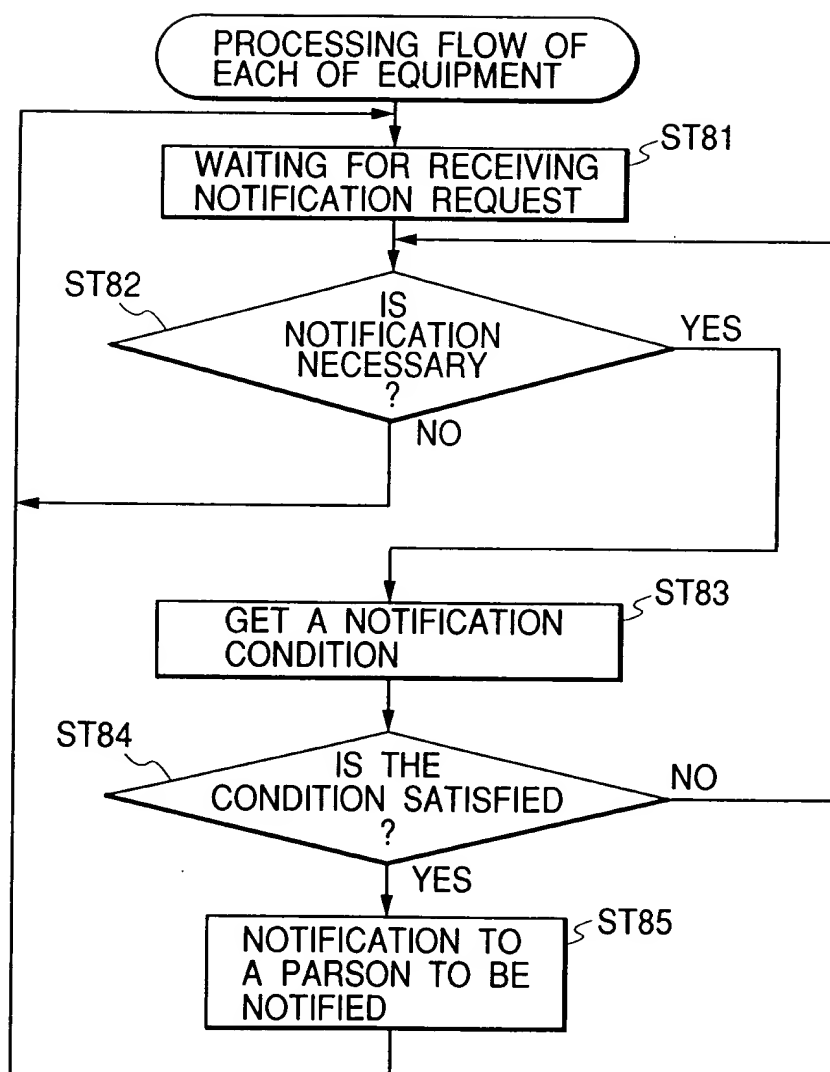 PROCESSING FLOW OF
EACH OF EQUIPMENT
ST81
WAITING FOR RECEIVING
NOTIFICATION REQUEST
ST82
IS
NOTIFICATION
NECESSARY
?
YES
NO
ST83
GET A NOTIFICATION
CONDITION
ST84
IS THE
CONDITION SATISFIED
?
NO
YES
ST85
NOTIFICATION TO
A PARSON TO BE
NOTIFIED